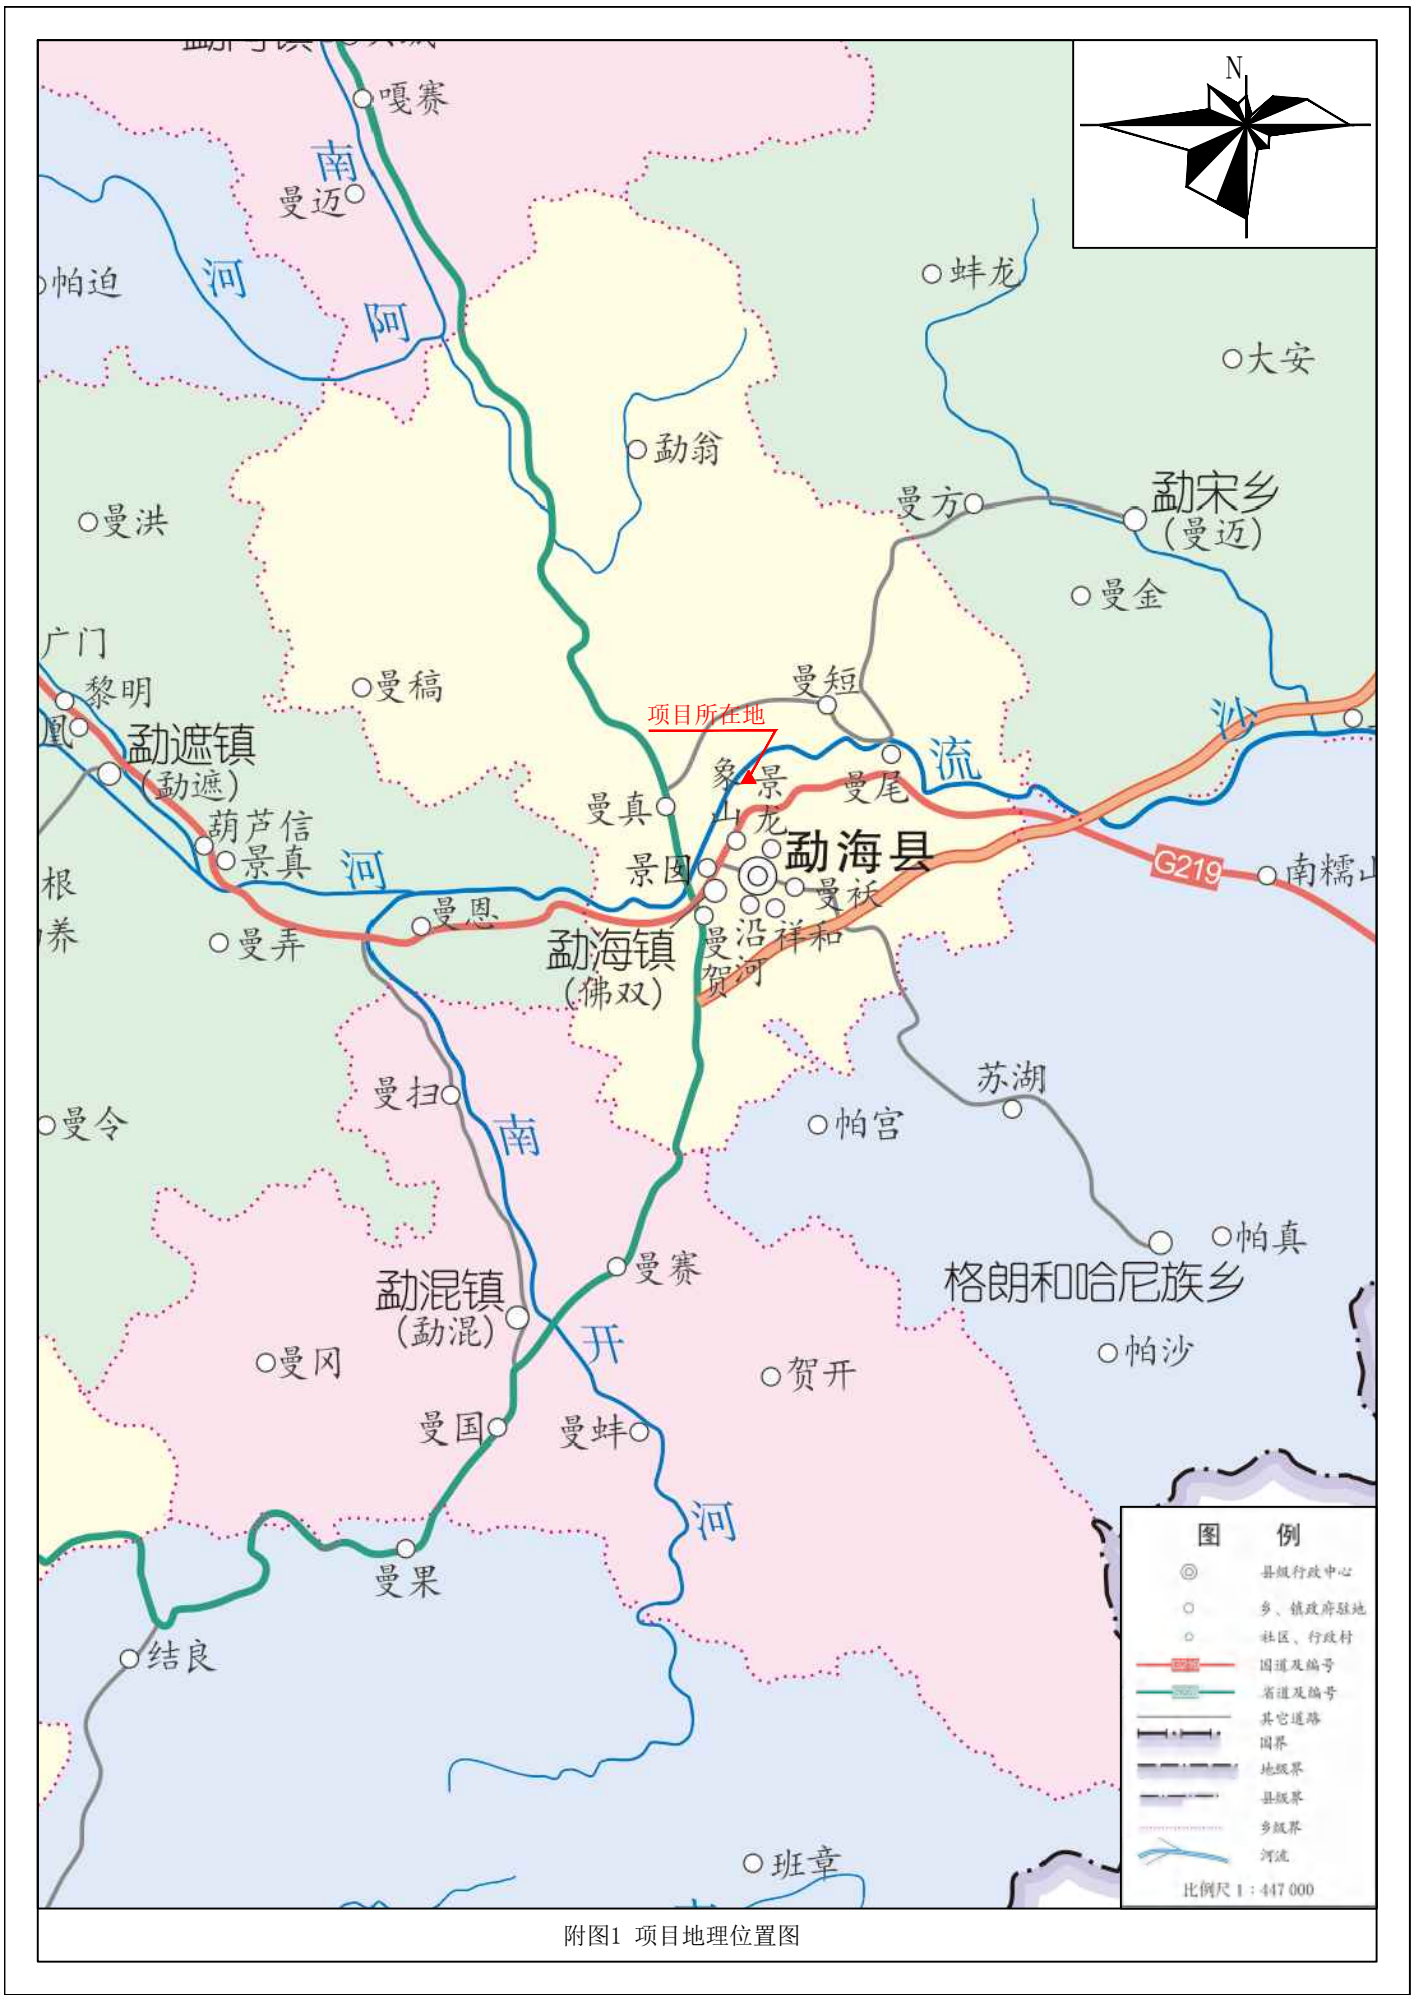 N
嘎赛
南
曼迈
河
帕迫
阿
蚌龙
大安
勐翁
曼方
勐宋乡
(曼迈)
曼洪
曼金
广门
黎明
凰
曼稿
曼短
项目所在地
沙
勐遮镇
(勐遮)
流
象山
景龙
曼尾
曼真
葫芦信
景真
河
景囡
勐海县
G219
南糯山
根
养
曼恩
曼袄
曼弄
勐海镇
(佛双)
曼贺
沿河
祥和
曼扫
南
苏湖
曼令
帕宫
帕真
曼赛
格朗和哈尼族乡
勐混镇
(勐混)
开
曼冈
贺开
帕沙
曼国
曼蚌
河
曼果
结良
班章
图 例
县级行政中心
乡、镇政府驻地
社区、行政村
国道及编号
省道及编号
其它道路
国界
地级界
县级界
乡级界
河流
比例尺 1：447 000
附图1 项目地理位置图